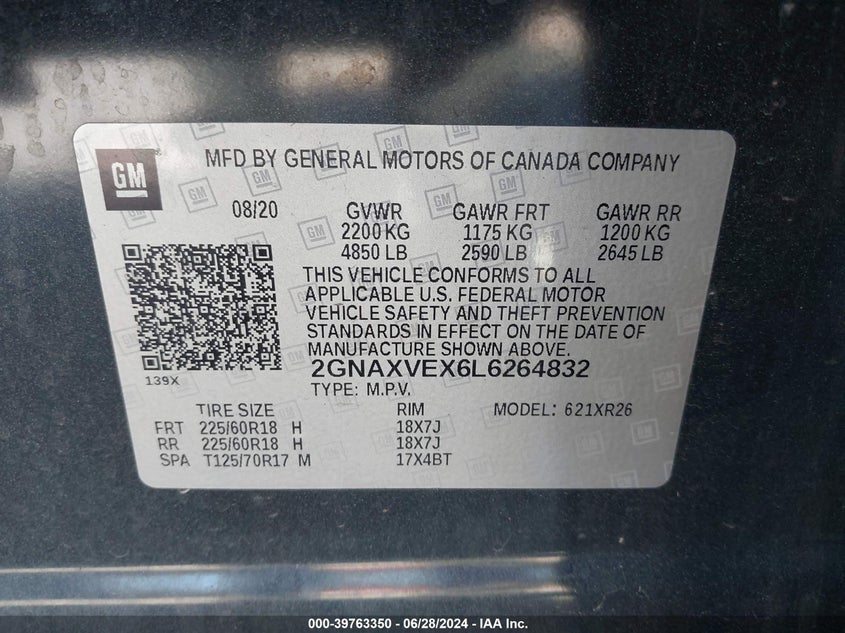 GM
MFD BY GENERAL MOTORS OF CANADA COMPANY
08/20 GVWR GAWR FRT GAWR RR
2200 KG 1175 KG 1200 KG
4850 LB 2590 LB 2645 LB
THIS VEHICLE CONFORMS TO ALL
APPLICABLE U.S. FEDERAL MOTOR
VEHICLE SAFETY AND THEFT PREVENTION
STANDARDS IN EFFECT ON THE DATE OF
MANUFACTURE SHOWN ABOVE.
2GNAXVEX6L6264832
139X
TYPE: M.P.V.
TIRE SIZE RIM MODEL: 621XR26
FRT 225/60R18 H 18X7J
RR 225/60R18 H 18X7J
SPA T125/70R17 M 17X4BT
000-39763350 - 06/28/2024 - IAA Inc.